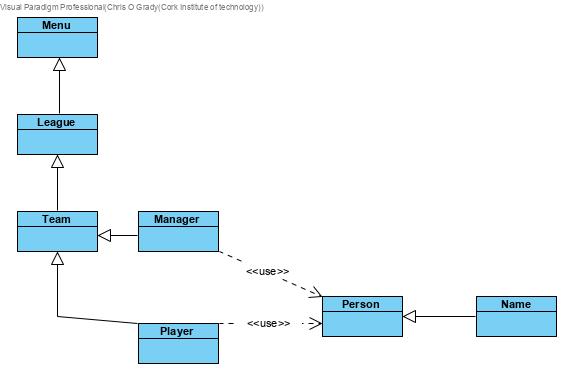 Visual Paradigm Professional(Chris O Grady(Cork Institute of technology))
Menu
League
Team
Manager
<<use>>
Person
Name
Player
<<use>>